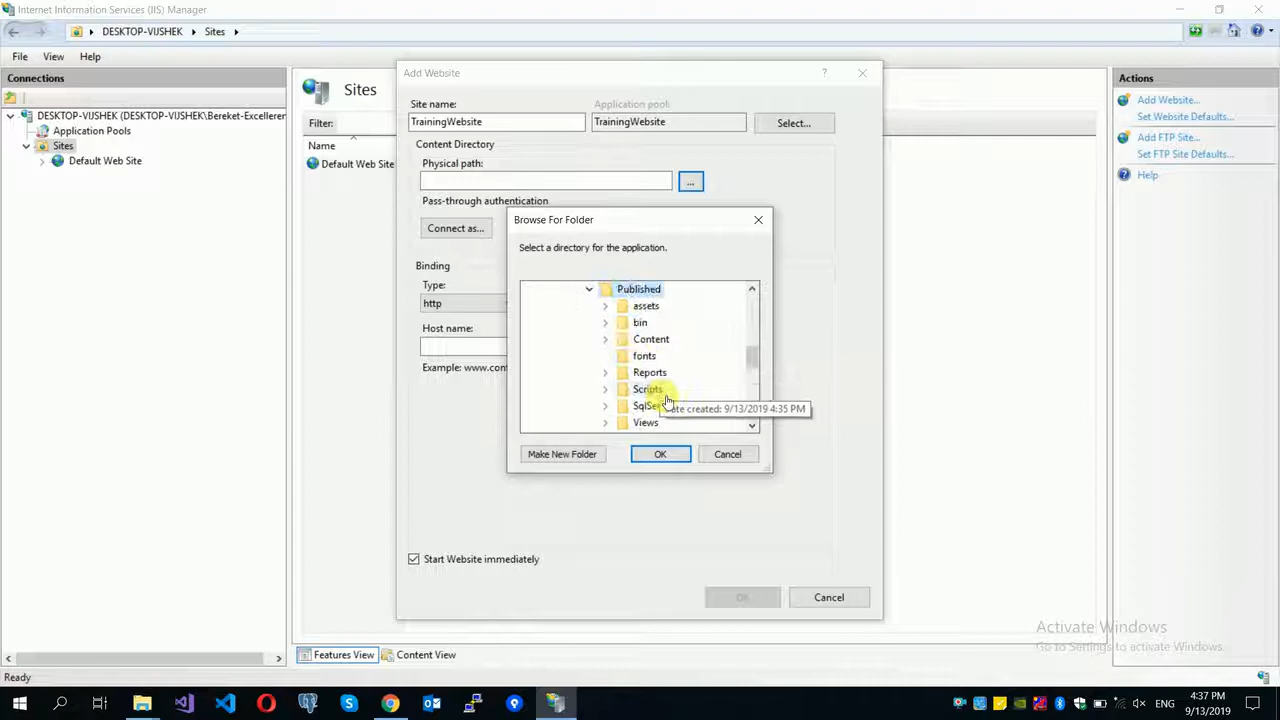 Internet Information Services (IIS) Manager
DESKTOP-VIJSHEK
Sites
File
View
Help
Connections
DESKTOP-VIJSHEK (DESKTOP-VIJSHEK\Bereket-Excellerer
Application Pools
Sites
Default Web Site
Sites
Filter:
Name
Default Web Site
Add Website
?
Site name:
Application pool:
TrainingWebsite
TrainingWebsite
Select...
Content Directory
Physical path:
...
Pass-through authentication
Connect as...
Binding
Type:
http
Host name:
Example: www.cont
Browse For Folder
Select a directory for the application.
Published
assets
bin
Content
fonts
Reports
Scripts
SqlSe
Date created: 9/13/2019 4:35 PM
Views
Make New Folder
OK
Cancel
Start Website immediately
OK
Cancel
Actions
Add Website...
Set Website Defaults...
Add FTP Site...
Set FTP Site Defaults...
Help
Activate Windows
Go to Settings to activate Windows.
Features View
Content View
Ready
ENG
4:37 PM
9/13/2019